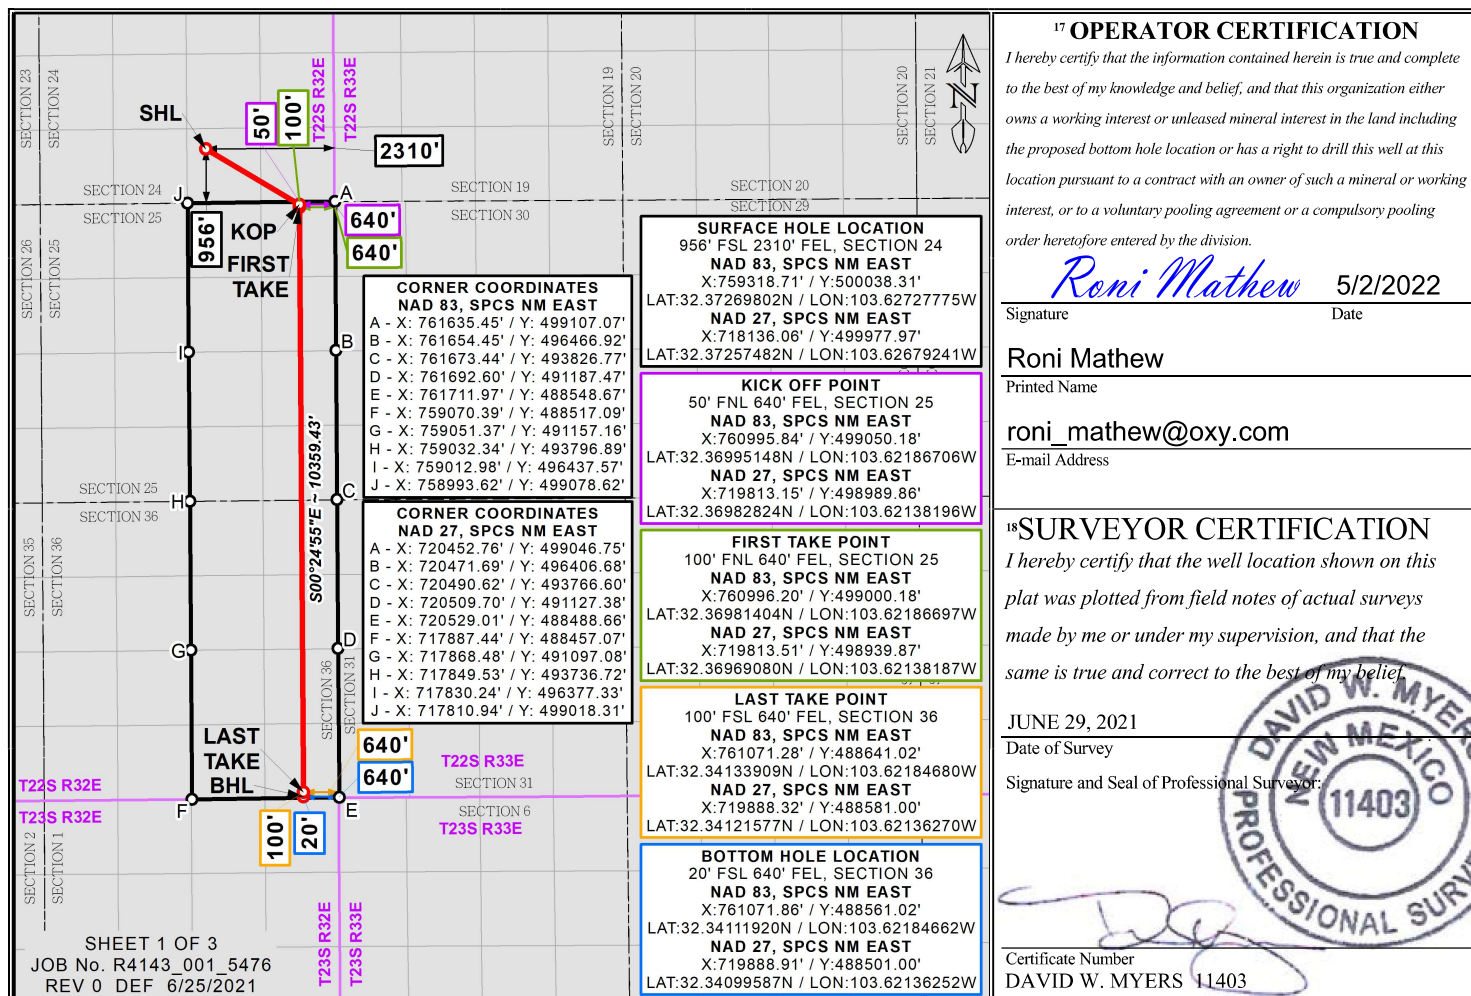 SECTION 23
SECTION 24
T22S R32E
T22S R33E
SECTION 19
SECTION 20
SECTION 20
SECTION 21
SHL
50'
100'
2310'
N
J
SECTION 24
SECTION 25
A
SECTION 19
SECTION 30
SECTION 20
SECTION 29
956'
KOP
FIRST
TAKE
640'
640'
SECTION 26
SECTION 25
I
B
SECTION 25
SECTION 36
H
C
S00°24'55"E ~ 10359.43'
SECTION 35
SECTION 36
G
D
SECTION 36
SECTION 31
LAST
TAKE
BHL
640'
640'
T22S R32E
T23S R32E
T22S R33E
SECTION 31
SECTION 6
T23S R33E
F
E
100'
20'
SECTION 2
SECTION 1
T23S R32E
T23S R33E
SHEET 1 OF 3
JOB No. R4143_001_5476
REV 0 DEF 6/25/2021
CORNER COORDINATES
NAD 83, SPCS NM EAST
A - X: 761635.45' / Y: 499107.07'
B - X: 761654.45' / Y: 496466.92'
C - X: 761673.44' / Y: 493826.77'
D - X: 761692.60' / Y: 491187.47'
E - X: 761711.97' / Y: 488548.67'
F - X: 759070.39' / Y: 488517.09'
G - X: 759051.37' / Y: 491157.16'
H - X: 759032.34' / Y: 493796.89'
I - X: 759012.98' / Y: 496437.57'
J - X: 758993.62' / Y: 499078.62'
CORNER COORDINATES
NAD 27, SPCS NM EAST
A - X: 720452.76' / Y: 499046.75'
B - X: 720471.69' / Y: 496406.68'
C - X: 720490.62' / Y: 493766.60'
D - X: 720509.70' / Y: 491127.38'
E - X: 720529.01' / Y: 488488.66'
F - X: 717887.44' / Y: 488457.07'
G - X: 717868.48' / Y: 491097.08'
H - X: 717849.53' / Y: 493736.72'
I - X: 717830.24' / Y: 496377.33'
J - X: 717810.94' / Y: 499018.31'
SURFACE HOLE LOCATION
956' FSL 2310' FEL, SECTION 24
NAD 83, SPCS NM EAST
X:759318.71' / Y:500038.31'
LAT:32.37269802N / LON:103.62727775W
NAD 27, SPCS NM EAST
X:718136.06' / Y:499977.97'
LAT:32.37257482N / LON:103.62679241W
KICK OFF POINT
50' FNL 640' FEL, SECTION 25
NAD 83, SPCS NM EAST
X:760995.84' / Y:499050.18'
LAT:32.36995148N / LON:103.62186706W
NAD 27, SPCS NM EAST
X:719813.15' / Y:498989.86'
LAT:32.36982824N / LON:103.62138196W
FIRST TAKE POINT
100' FNL 640' FEL, SECTION 25
NAD 83, SPCS NM EAST
X:760996.20' / Y:499000.18'
LAT:32.36981404N / LON:103.62186697W
NAD 27, SPCS NM EAST
X:719813.51' / Y:498939.87'
LAT:32.36969080N / LON:103.62138187W
LAST TAKE POINT
100' FSL 640' FEL, SECTION 36
NAD 83, SPCS NM EAST
X:761071.28' / Y:488641.02'
LAT:32.34133909N / LON:103.62184680W
NAD 27, SPCS NM EAST
X:719888.32' / Y:488581.00'
LAT:32.34121577N / LON:103.62136270W
BOTTOM HOLE LOCATION
20' FSL 640' FEL, SECTION 36
NAD 83, SPCS NM EAST
X:761071.86' / Y:488561.02'
LAT:32.34111920N / LON:103.62184662W
NAD 27, SPCS NM EAST
X:719888.91' / Y:488501.00'
LAT:32.34099587N / LON:103.62136252W
17 OPERATOR CERTIFICATION
I hereby certify that the information contained herein is true and complete
to the best of my knowledge and belief, and that this organization either
owns a working interest or unleased mineral interest in the land including
the proposed bottom hole location or has a right to drill this well at this
location pursuant to a contract with an owner of such a mineral or working
interest, or to a voluntary pooling agreement or a compulsory pooling
order heretofore entered by the division.
Roni Mathew 5/2/2022
Signature Date
Roni Mathew
Printed Name
roni_mathew@oxy.com
E-mail Address
18 SURVEYOR CERTIFICATION
I hereby certify that the well location shown on this
plat was plotted from field notes of actual surveys
made by me or under my supervision, and that the
same is true and correct to the best of my belief.
JUNE 29, 2021
Date of Survey
Signature and Seal of Professional Surveyor:
DAVID W. MYERS
NEW MEXICO
11403
PROFESSIONAL SURVE
Certificate Number
DAVID W. MYERS 11403